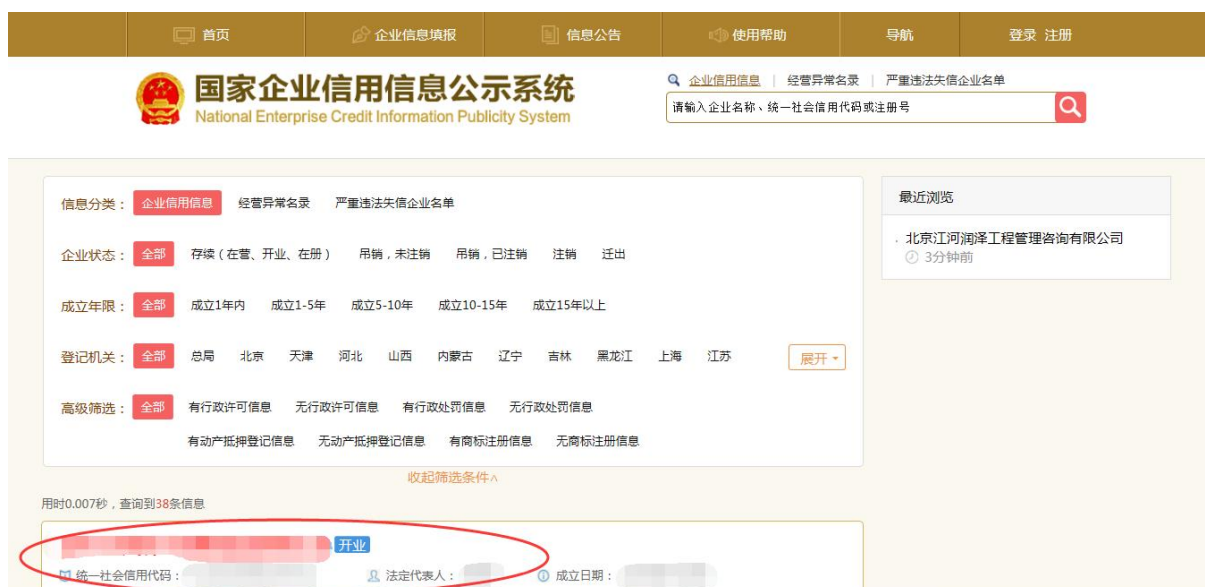 首页 企业信息填报 信息公告 使用帮助 导航 登录 注册
国家企业信用信息公示系统
National Enterprise Credit Information Publicity System
企业信用信息 | 经营异常名录 | 严重违法失信企业名单
请输入企业名称、统一社会信用代码或注册号
信息分类： 企业信用信息 经营异常名录 严重违法失信企业名单
企业状态： 全部 存续（在营、开业、在册） 吊销，未注销 吊销，已注销 注销 迁出
成立年限： 全部 成立1年内 成立1-5年 成立5-10年 成立10-15年 成立15年以上
登记机关： 全部 总局 北京 天津 河北 山西 内蒙古 辽宁 吉林 黑龙江 上海 江苏 展开
高级筛选： 全部 有行政许可信息 无行政许可信息 有行政处罚信息 无行政处罚信息
有动产抵押登记信息 无动产抵押登记信息 有商标注册信息 无商标注册信息
收起筛选条件
最近浏览
北京江河润泽工程管理咨询有限公司
3分钟前
用时0.007秒，查询到38条信息
开业
统一社会信用代码： 法定代表人： 成立日期：